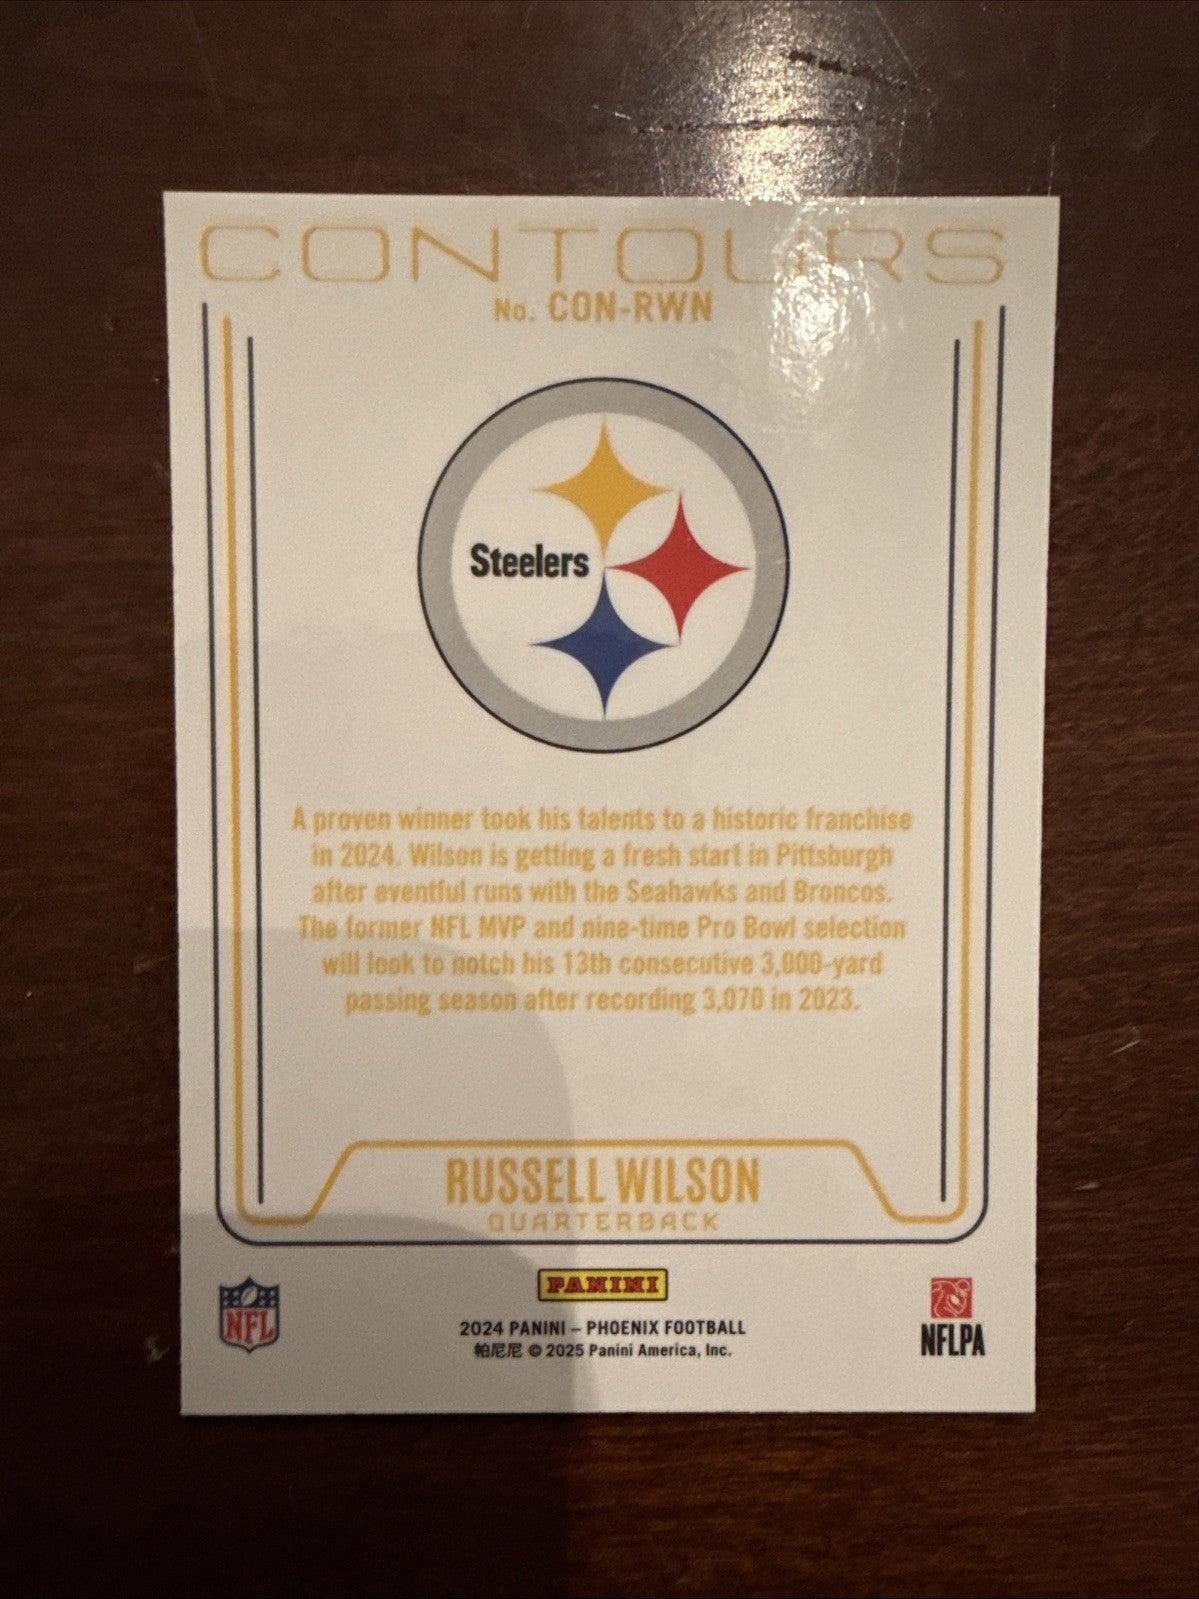 CONTOURS
No. CON-RWN
Steelers
A proven winner took his talents to a historic franchise
in 2024. Wilson is getting a fresh start in Pittsburgh
after eventful runs with the Seahawks and Broncos.
The former NFL MVP and nine-time Pro Bowl selection
will look to notch his 13th consecutive 3,000-yard
passing season after recording 3,070 in 2023.
RUSSELL WILSON
QUARTERBACK
PANINI
NFL
2024 PANINI – PHOENIX FOOTBALL
帕尼尼 © 2025 Panini America, Inc.
NFLPA